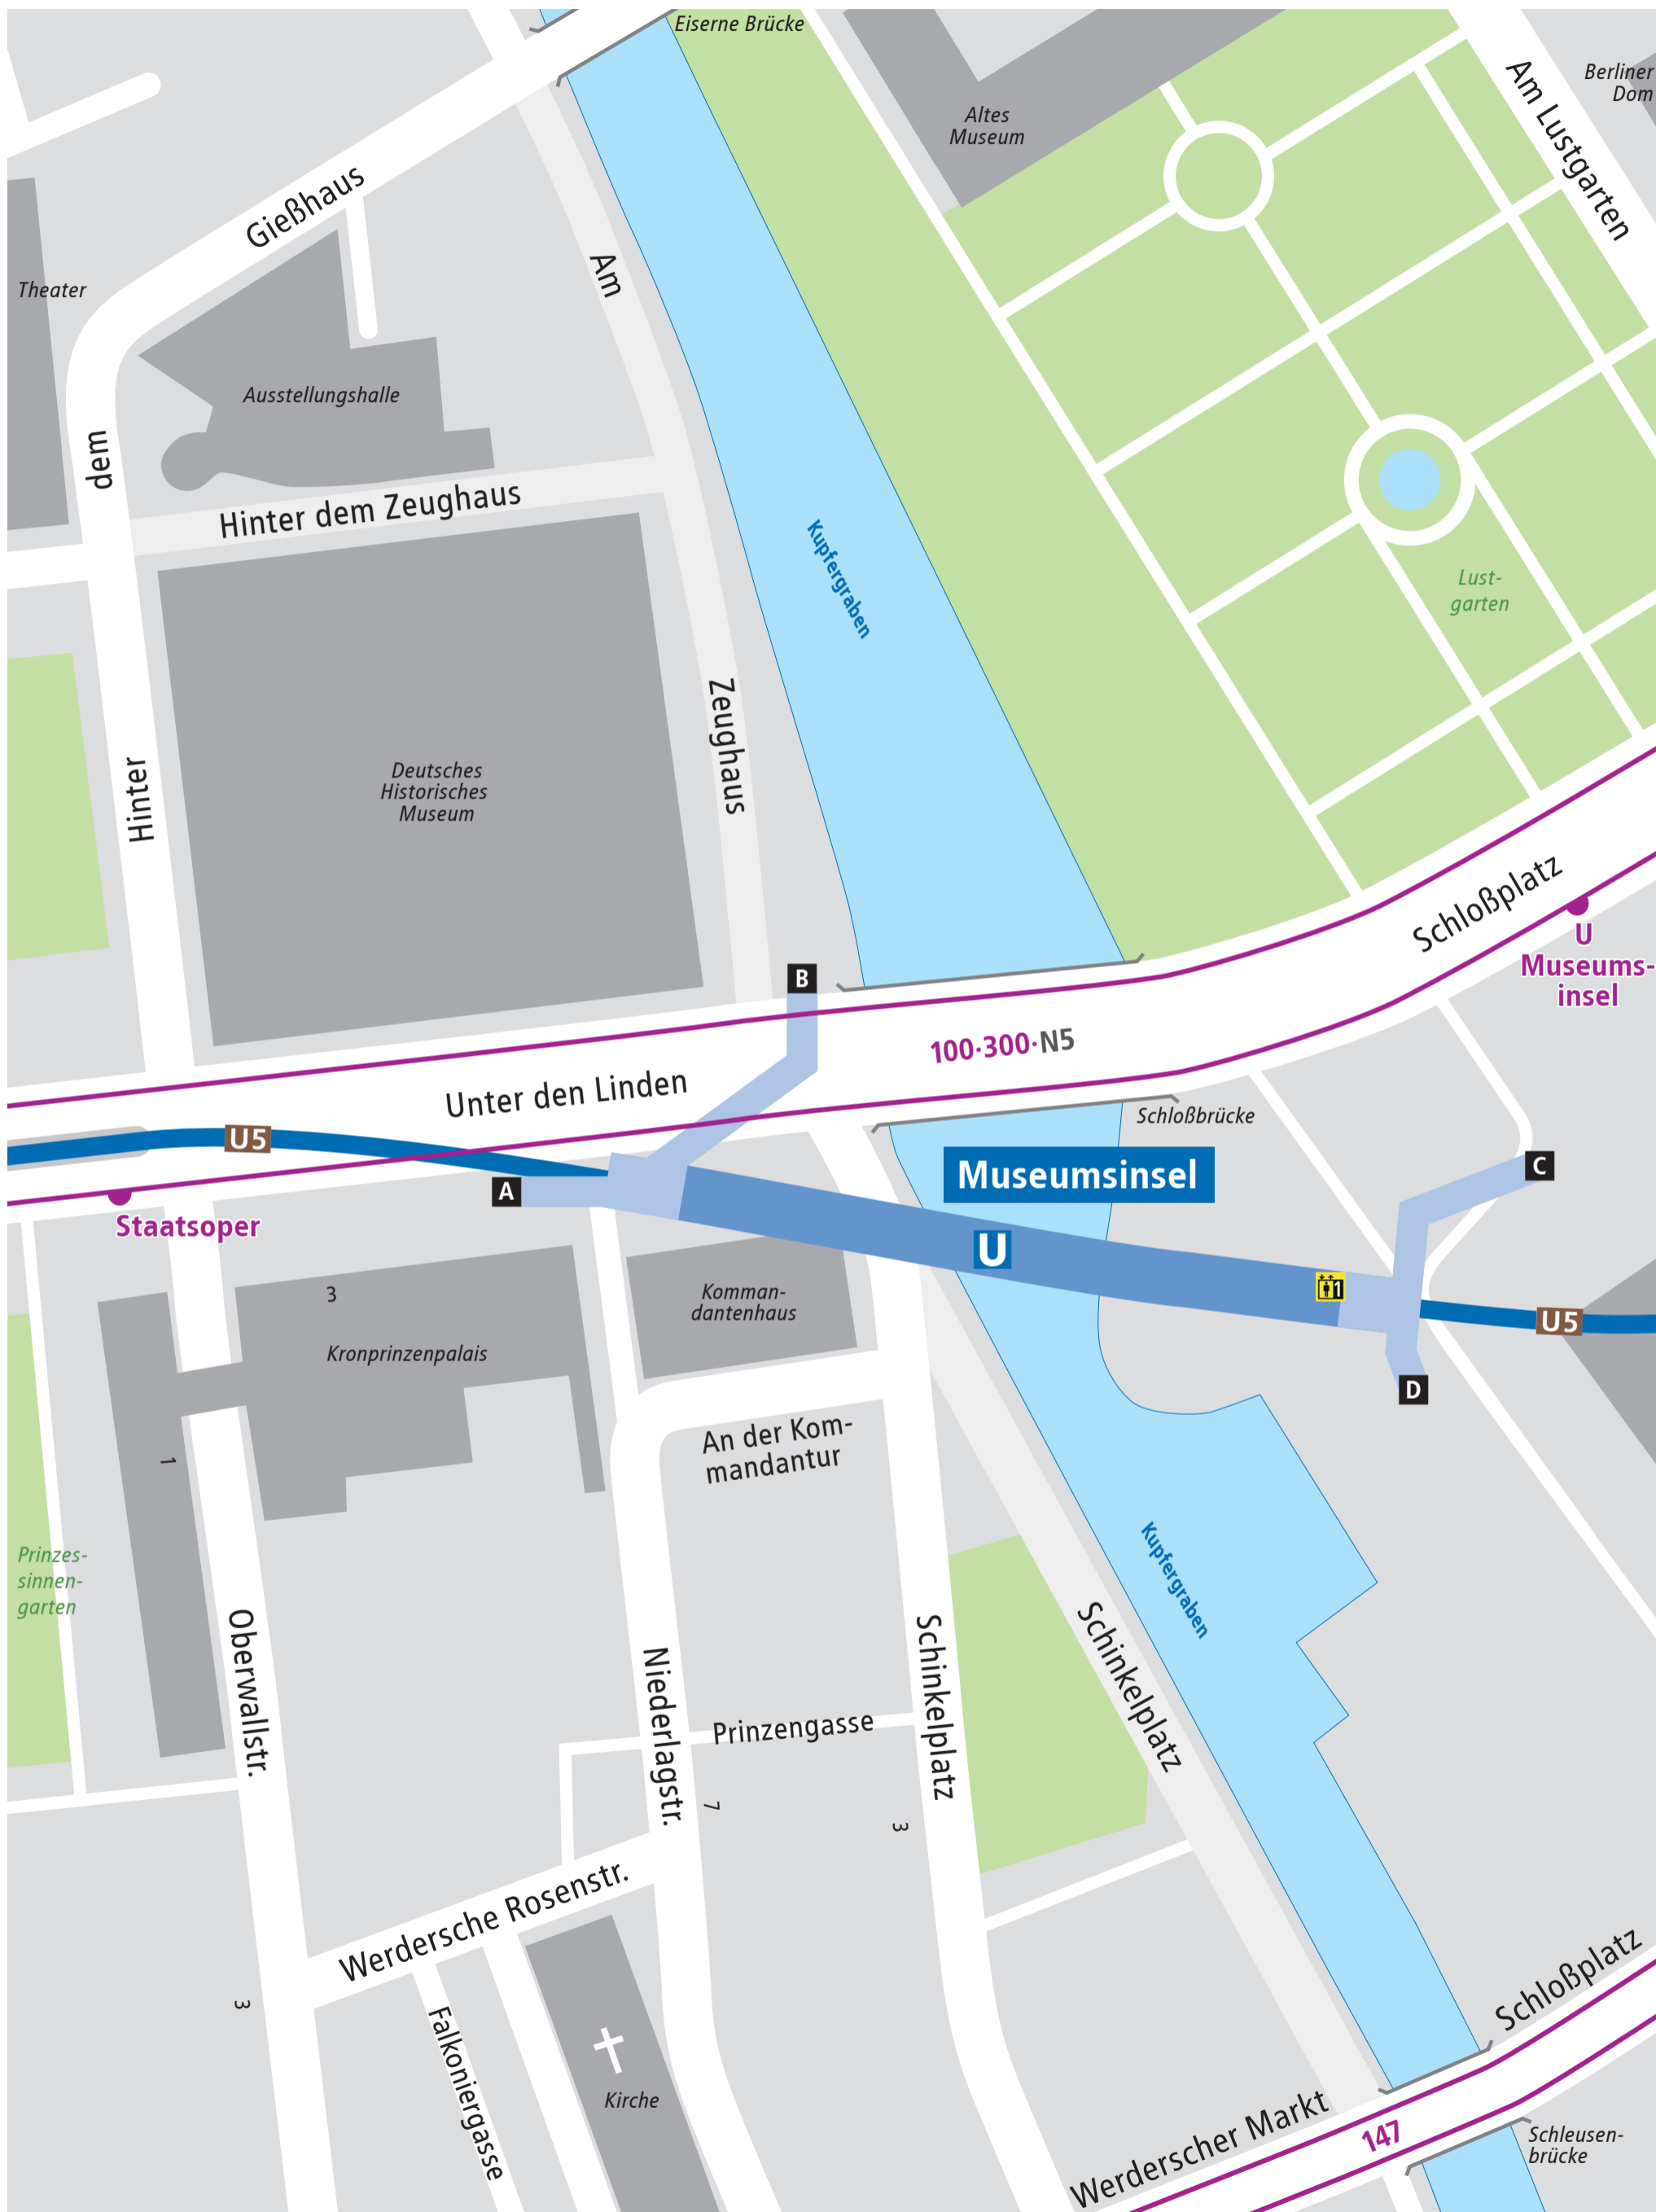 Eiserne Brücke
Altes
Museum
Am Lustgarten
Berliner
Dom
Gießhaus
Am
Theater
Ausstellungshalle
dem
Hinter dem Zeughaus
Kupfergraben
Lust-
garten
Zeughaus
Hinter
Deutsches
Historisches
Museum
Schloßplatz
U
Museums-
insel
B
100·300·N5
Unter den Linden
Schloßbrücke
U5
Museumsinsel
C
A
Staatsoper
U
1
3
Komman-
dantenhaus
U5
Kronprinzenpalais
D
An der Kom-
mandantur
1
Prinzes-
sinnen-
garten
Kupfergraben
Oberwallstr.
Niederlagstr.
Schinkelplatz
Schinkelplatz
Prinzengasse
7
3
Werdersche Rosenstr.
3
Falkoniergasse
Kirche
Schloßplatz
Werderscher Markt
147
Schleusen-
brücke